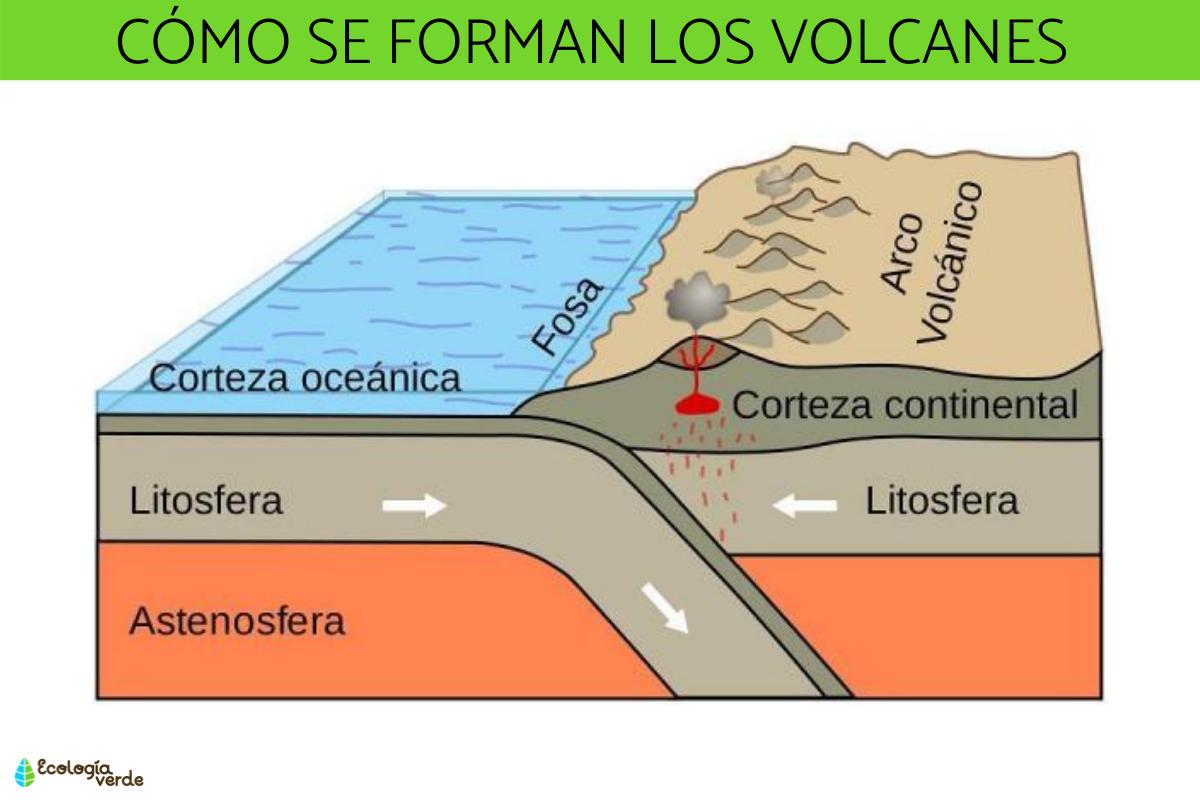 CÓMO SE FORMAN LOS VOLCANES
Arco
Volcánico
Fosa
Corteza oceánica
Corteza continental
Litosfera
Litosfera
Astenosfera
Ecología
verde